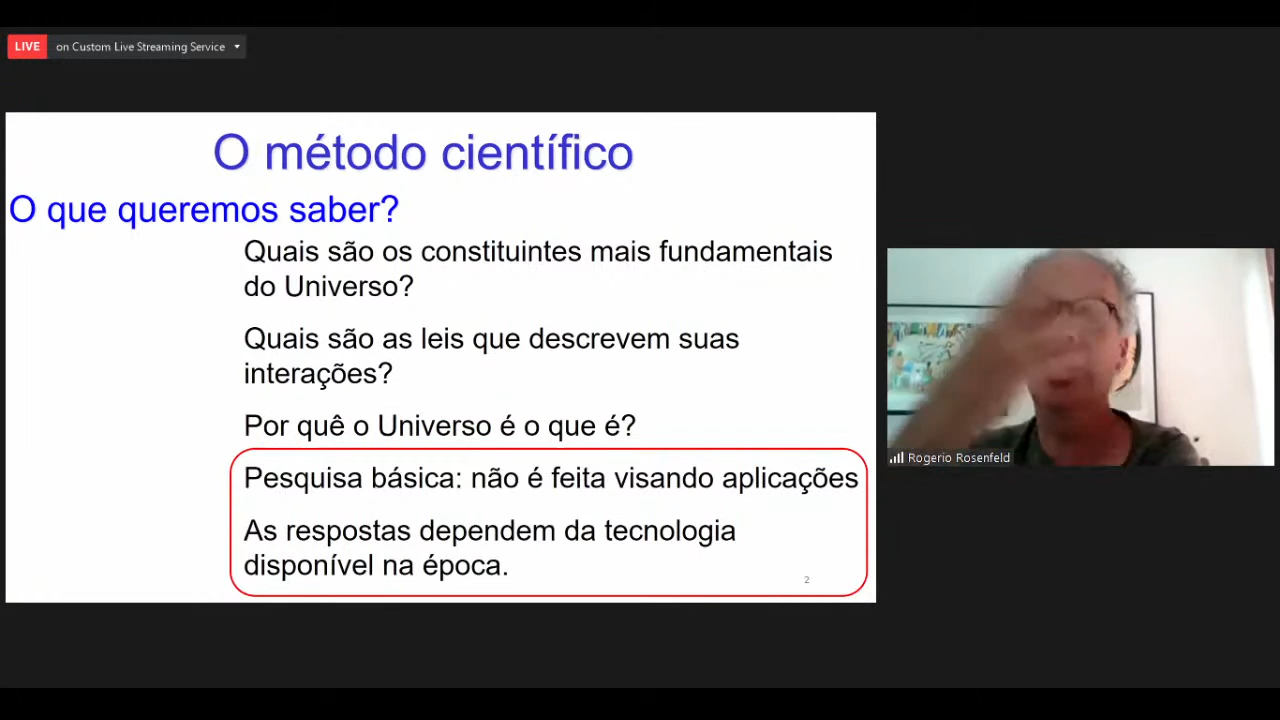 LIVE on Custom Live Streaming Service
O método científico
O que queremos saber?
Quais são os constituintes mais fundamentais
do Universo?
Quais são as leis que descrevem suas
interações?
Por quê o Universo é o que é?
Pesquisa básica: não é feita visando aplicações
As respostas dependem da tecnologia
disponível na época.
2
Rogerio Rosenfeld